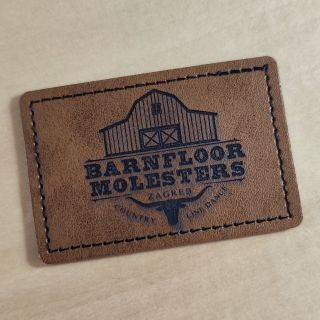 BARNFLOOR
MOLESTERS
ZAGREB
COUNTRY LINE DANCE